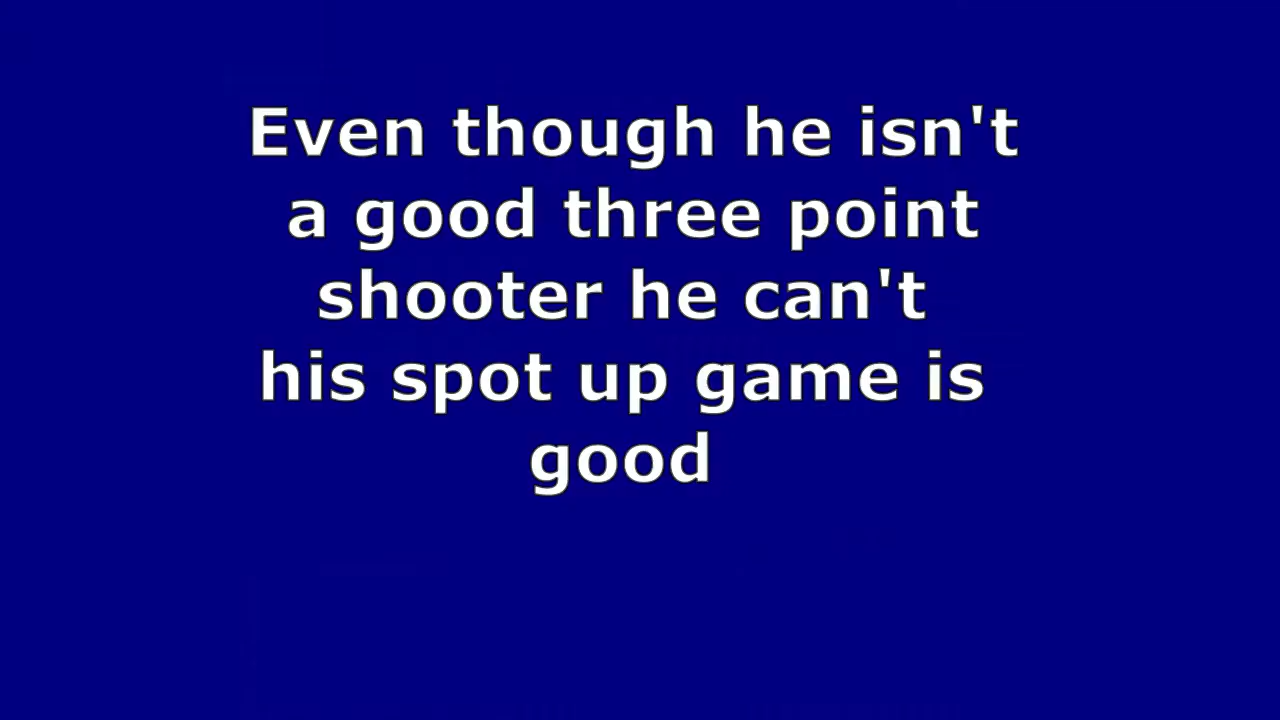 Even though he isn't
a good three point
shooter he can't
his spot up game is
good